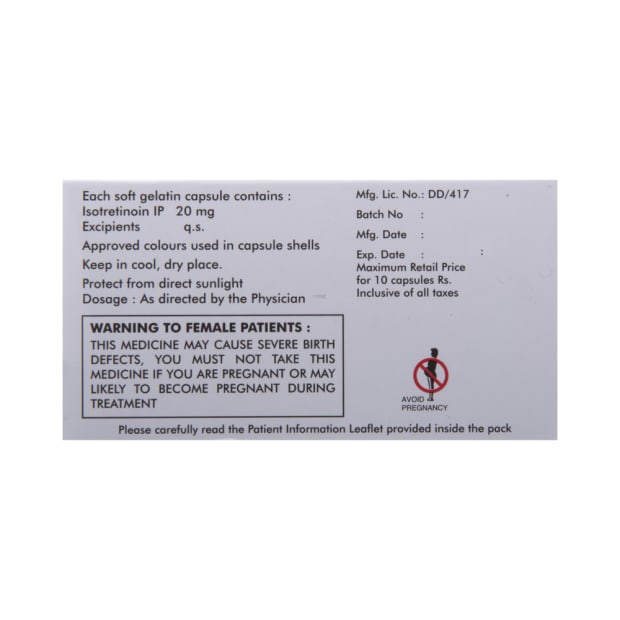 Each soft gelatin capsule contains :
Isotretinoin IP 20 mg
Excipients q.s.
Approved colours used in capsule shells
Keep in cool, dry place.
Protect from direct sunlight
Dosage : As directed by the Physician
WARNING TO FEMALE PATIENTS :
THIS MEDICINE MAY CAUSE SEVERE BIRTH
DEFECTS, YOU MUST NOT TAKE THIS
MEDICINE IF YOU ARE PREGNANT OR MAY
LIKELY TO BECOME PREGNANT DURING
TREATMENT
Mfg. Lic. No.: DD/417
Batch No :
Mfg. Date :
Exp. Date : :
Maximum Retail Price
for 10 capsules Rs.
Inclusive of all taxes
AVOID
PREGNANCY
Please carefully read the Patient Information Leaflet provided inside the pack